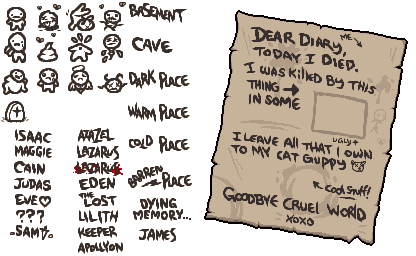 BASEMENT
CAVE
DARK PLACE
WARM PLACE
COLD PLACE
BARREN PLACE
DYING
MEMORY...
JAMES
ISAAC
MAGGIE
CAIN
JUDAS
EVE♡
???
SAM
AZAZEL
LAZARUS
LAZARUS
EDEN
THE
LOST
LILITH
KEEPER
APOLLYON
DEAR DIARY,
ME
TODAY I DIED.
I WAS KILLED BY THIS
THING →
IN SOME
UGLY↑
I LEAVE ALL THAT I OWN
TO MY CAT GUPPY
← COOL STUFF!
GOODBYE CRUEL WORLD
XOXO